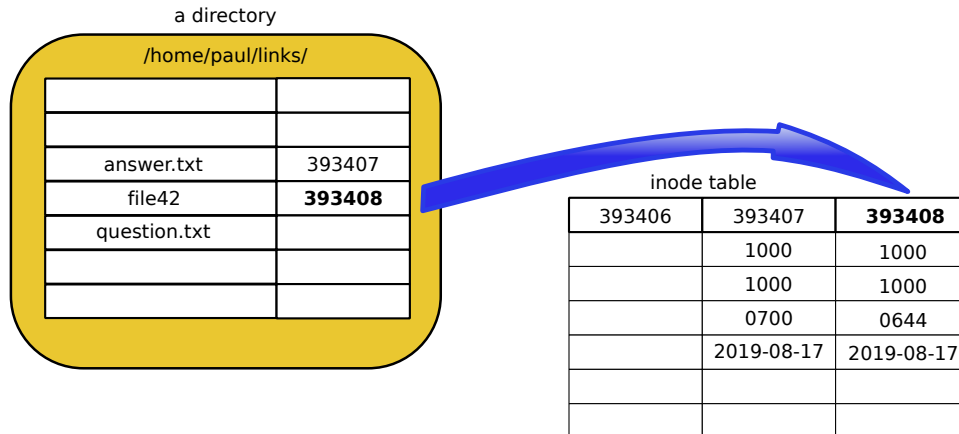 a directory
/home/paul/links/
answer.txt 393407
file42 393408
question.txt
inode table
393406 393407 393408
1000 1000
1000 1000
0700 0644
2019-08-17 2019-08-17